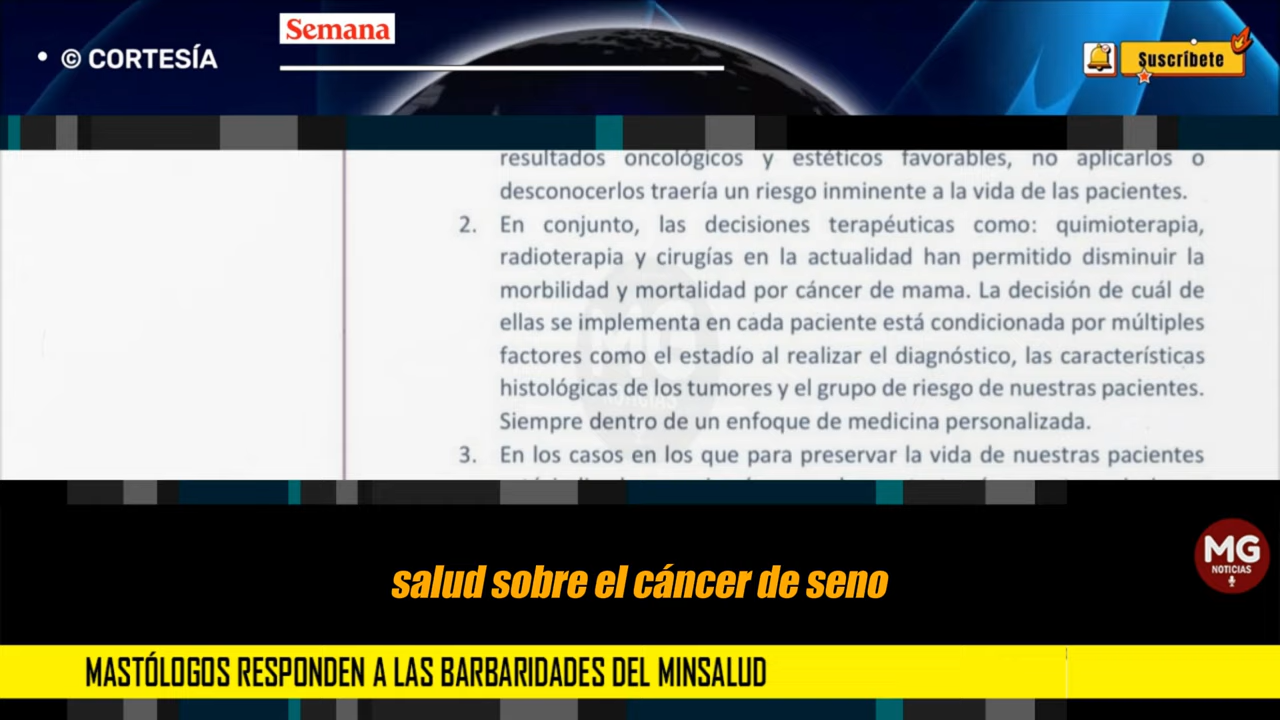 Semana
© CORTESÍA
Suscríbete
resultados oncológicos y estéticos favorables, no aplicarlos o
desconocerlos traería un riesgo inminente a la vida de las pacientes.
2. En conjunto, las decisiones terapéuticas como: quimioterapia,
radioterapia y cirugías en la actualidad han permitido disminuir la
morbilidad y mortalidad por cáncer de mama. La decisión de cuál de
ellas se implementa en cada paciente está condicionada por múltiples
factores como el estadío al realizar el diagnóstico, las características
histológicas de los tumores y el grupo de riesgo de nuestras pacientes.
Siempre dentro de un enfoque de medicina personalizada.
3. En los casos en los que para preservar la vida de nuestras pacientes
MG
NOTICIAS
salud sobre el cáncer de seno
MASTÓLOGOS RESPONDEN A LAS BARBARIDADES DEL MINSALUD